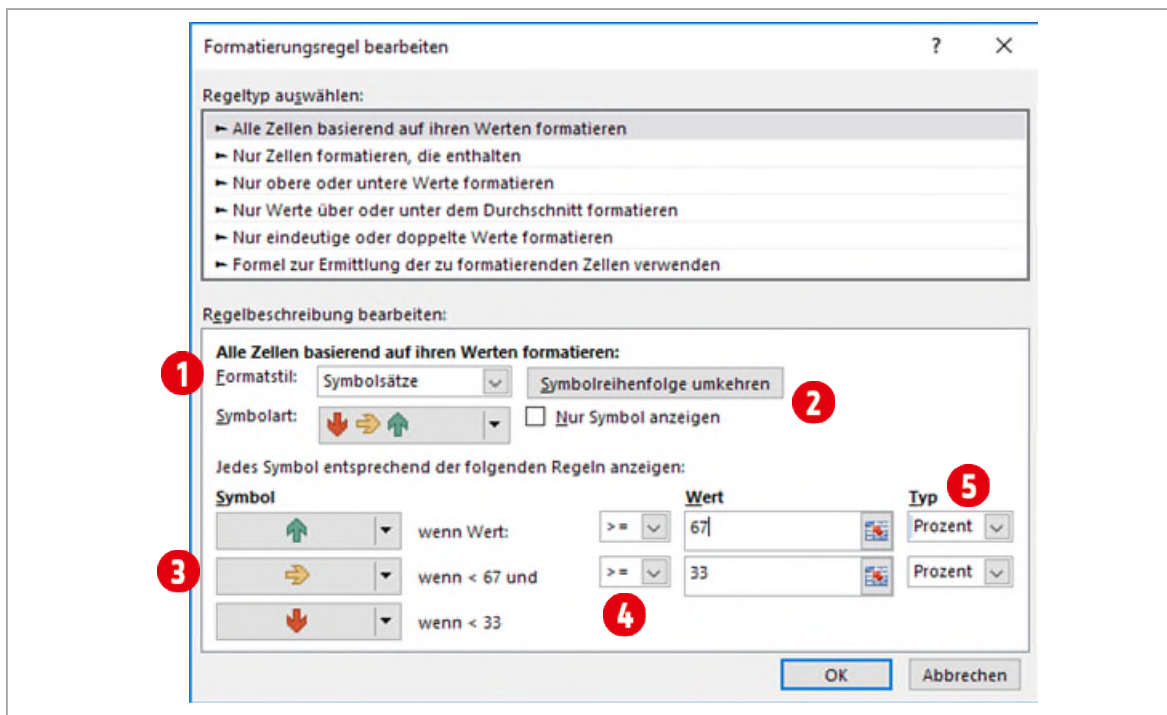 Formatierungsregel bearbeiten ?
Regeltyp auswählen:
► Alle Zellen basierend auf ihren Werten formatieren
► Nur Zellen formatieren, die enthalten
► Nur obere oder untere Werte formatieren
► Nur Werte über oder unter dem Durchschnitt formatieren
► Nur eindeutige oder doppelte Werte formatieren
► Formel zur Ermittlung der zu formatierenden Zellen verwenden
Regelbeschreibung bearbeiten:
Alle Zellen basierend auf ihren Werten formatieren:
1 Formatstil: Symbolsätze Symbolreihenfolge umkehren
2
Symbolart: Nur Symbol anzeigen
Jedes Symbol entsprechend der folgenden Regeln anzeigen:
Symbol Wert Typ 5
wenn Wert: >= 67 Prozent
3 wenn < 67 und >= 33 Prozent
wenn < 33 4
OK Abbrechen